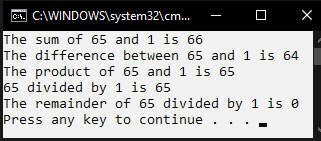 C:\WINDOWS\system32\cm...
The sum of 65 and 1 is 66
The difference between 65 and 1 is 64
The product of 65 and 1 is 65
65 divided by 1 is 65
The remainder of 65 divided by 1 is 0
Press any key to continue . . .